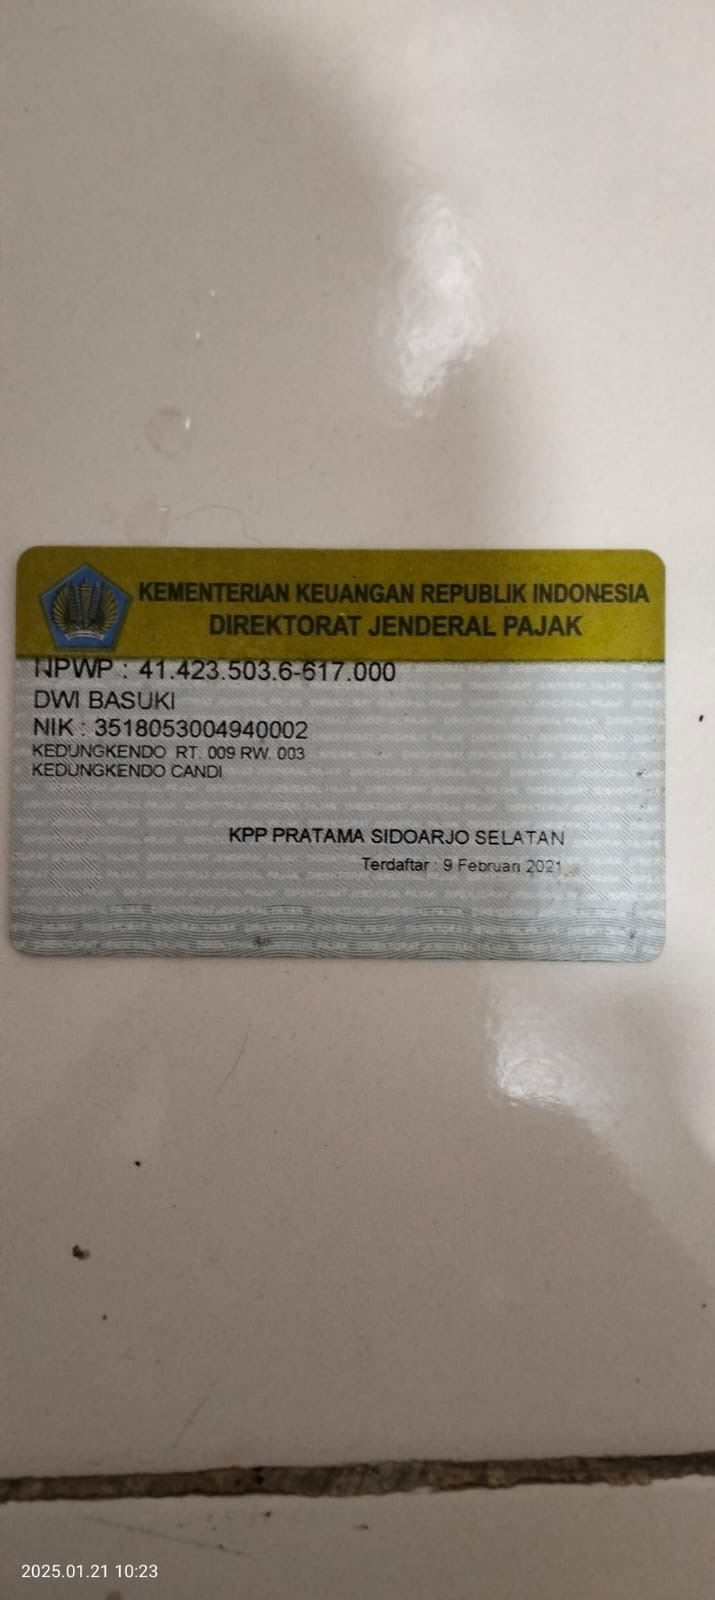 KEMENTERIAN KEUANGAN REPUBLIK INDONESIA
DIREKTORAT JENDERAL PAJAK
NPWP : 41.423.503.6-617.000
DWI BASUKI
NIK : 3518053004940002
KEDUNGKENDO RT. 009 RW. 003
KEDUNGKENDO CANDI
KPP PRATAMA SIDOARJO SELATAN
Terdaftar : 9 Februari 2021
2025.01.21 10:23